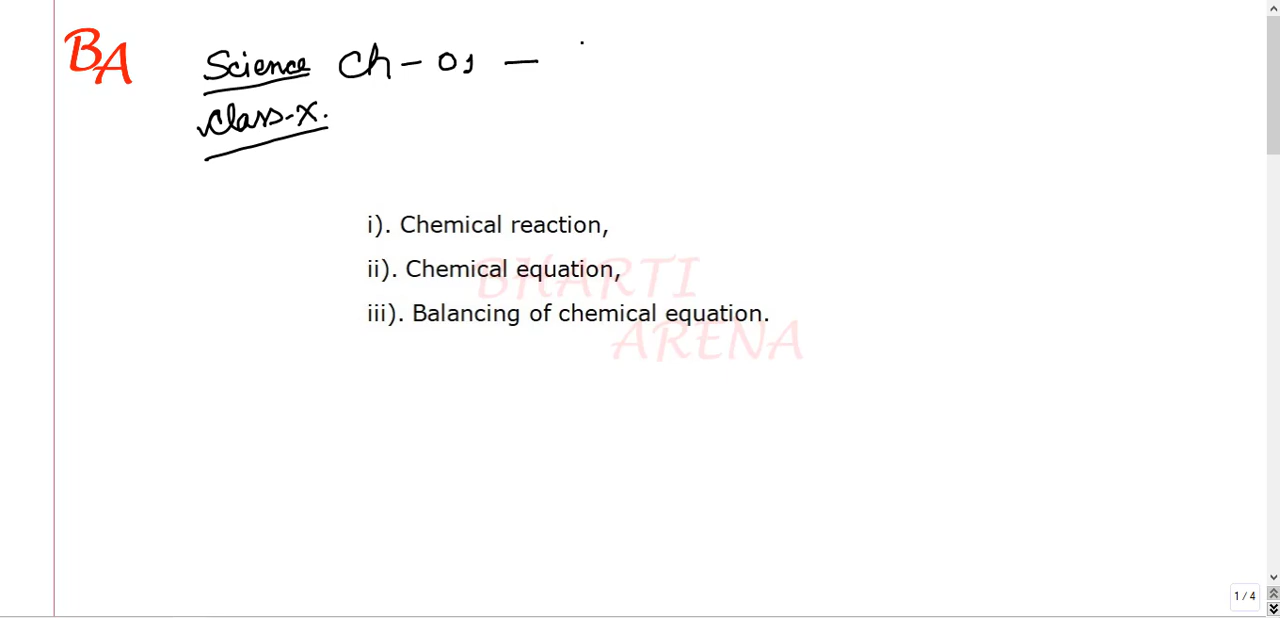 BA
Science Ch - 01 -
Class-X.
i). Chemical reaction,
ii). Chemical equation,
iii). Balancing of chemical equation.
BHARTI
ARENA
1 / 4